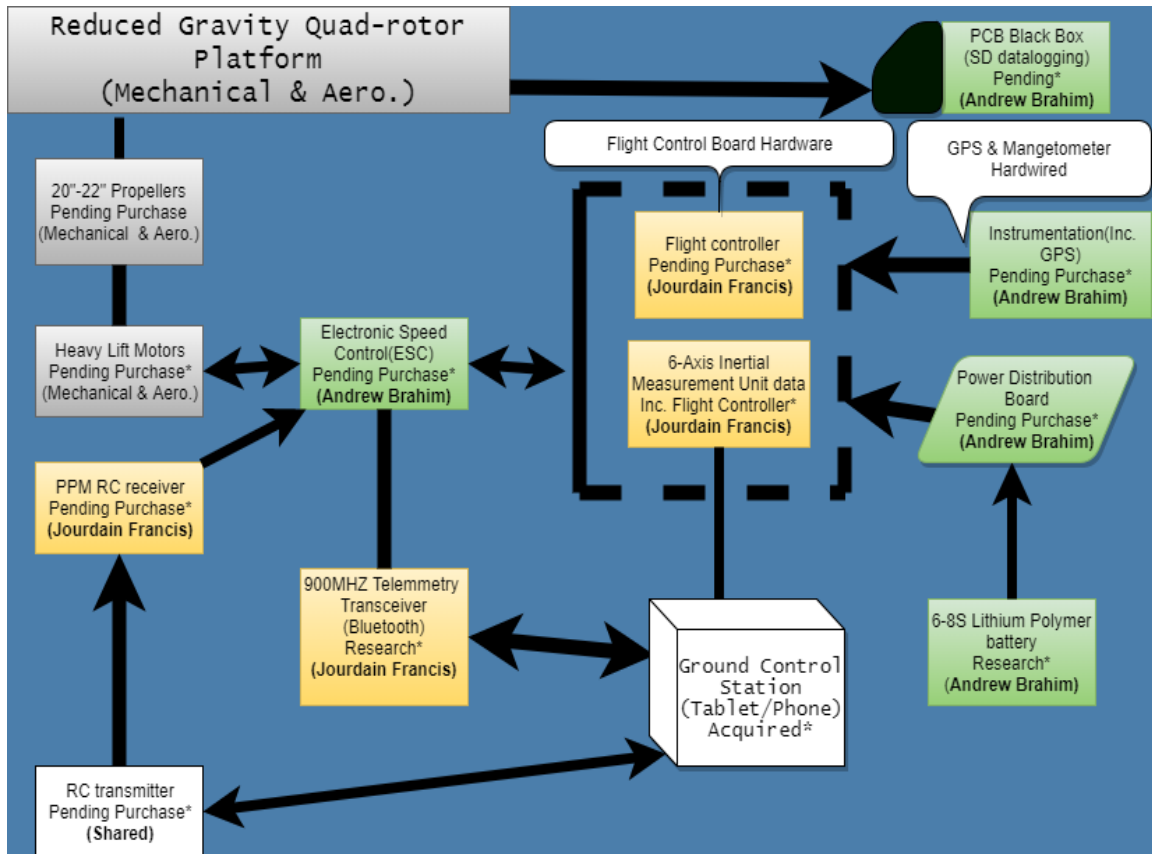 Reduced Gravity Quad-rotor
Platform
(Mechanical & Aero.)
PCB Black Box
(SD datalogging)
Pending*
(Andrew Brahim)
Flight Control Board Hardware
GPS & Mangetometer
Hardwired
20"-22" Propellers
Pending Purchase
(Mechanical & Aero.)
Flight controller
Pending Purchase*
(Jourdain Francis)
Instrumentation(Inc.
GPS)
Pending Purchase*
(Andrew Brahim)
Heavy Lift Motors
Pending Purchase*
(Mechanical & Aero.)
Electronic Speed
Control(ESC)
Pending Purchase*
(Andrew Brahim)
6-Axis Inertial
Measurement Unit data
Inc. Flight Controller*
(Jourdain Francis)
Power Distribution
Board
Pending Purchase*
(Andrew Brahim)
PPM RC receiver
Pending Purchase*
(Jourdain Francis)
900MHZ Telemmetry
Transceiver
(Bluetooth)
Research*
(Jourdain Francis)
Ground Control
Station
(Tablet/Phone)
Acquired*
6-8S Lithium Polymer
battery
Research*
(Andrew Brahim)
RC transmitter
Pending Purchase*
(Shared)